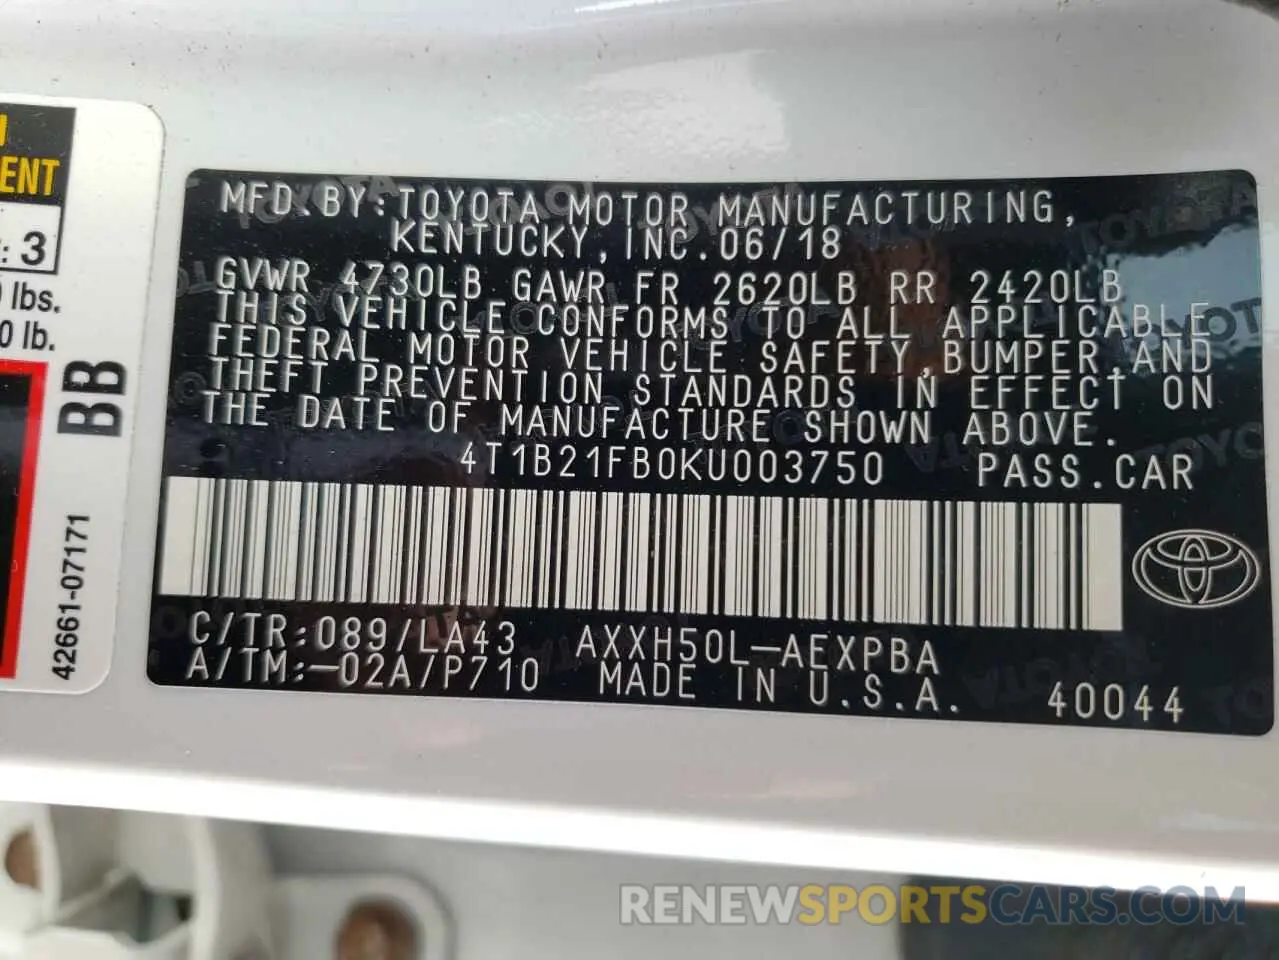 MFD.BY:TOYOTA MOTOR MANUFACTURING,
KENTUCKY, INC.06/18
GVWR 4730LB GAWR FR 2620LB RR 2420LB
THIS VEHICLE CONFORMS TO ALL APPLICABLE
FEDERAL MOTOR VEHICLE SAFETY,BUMPER,AND
THEFT PREVENTION STANDARDS IN EFFECT ON
THE DATE OF MANUFACTURE SHOWN ABOVE.
4T1B21FB0KU003750 PASS.CAR
C/TR:089/LA43 AXXH50L-AEXPBA
A/TM:-02A/P710 MADE IN U.S.A. 40044
ENT
: 3
lbs.
0 lb.
BB
42661-07171
RENEWSPORTSCARS.COM